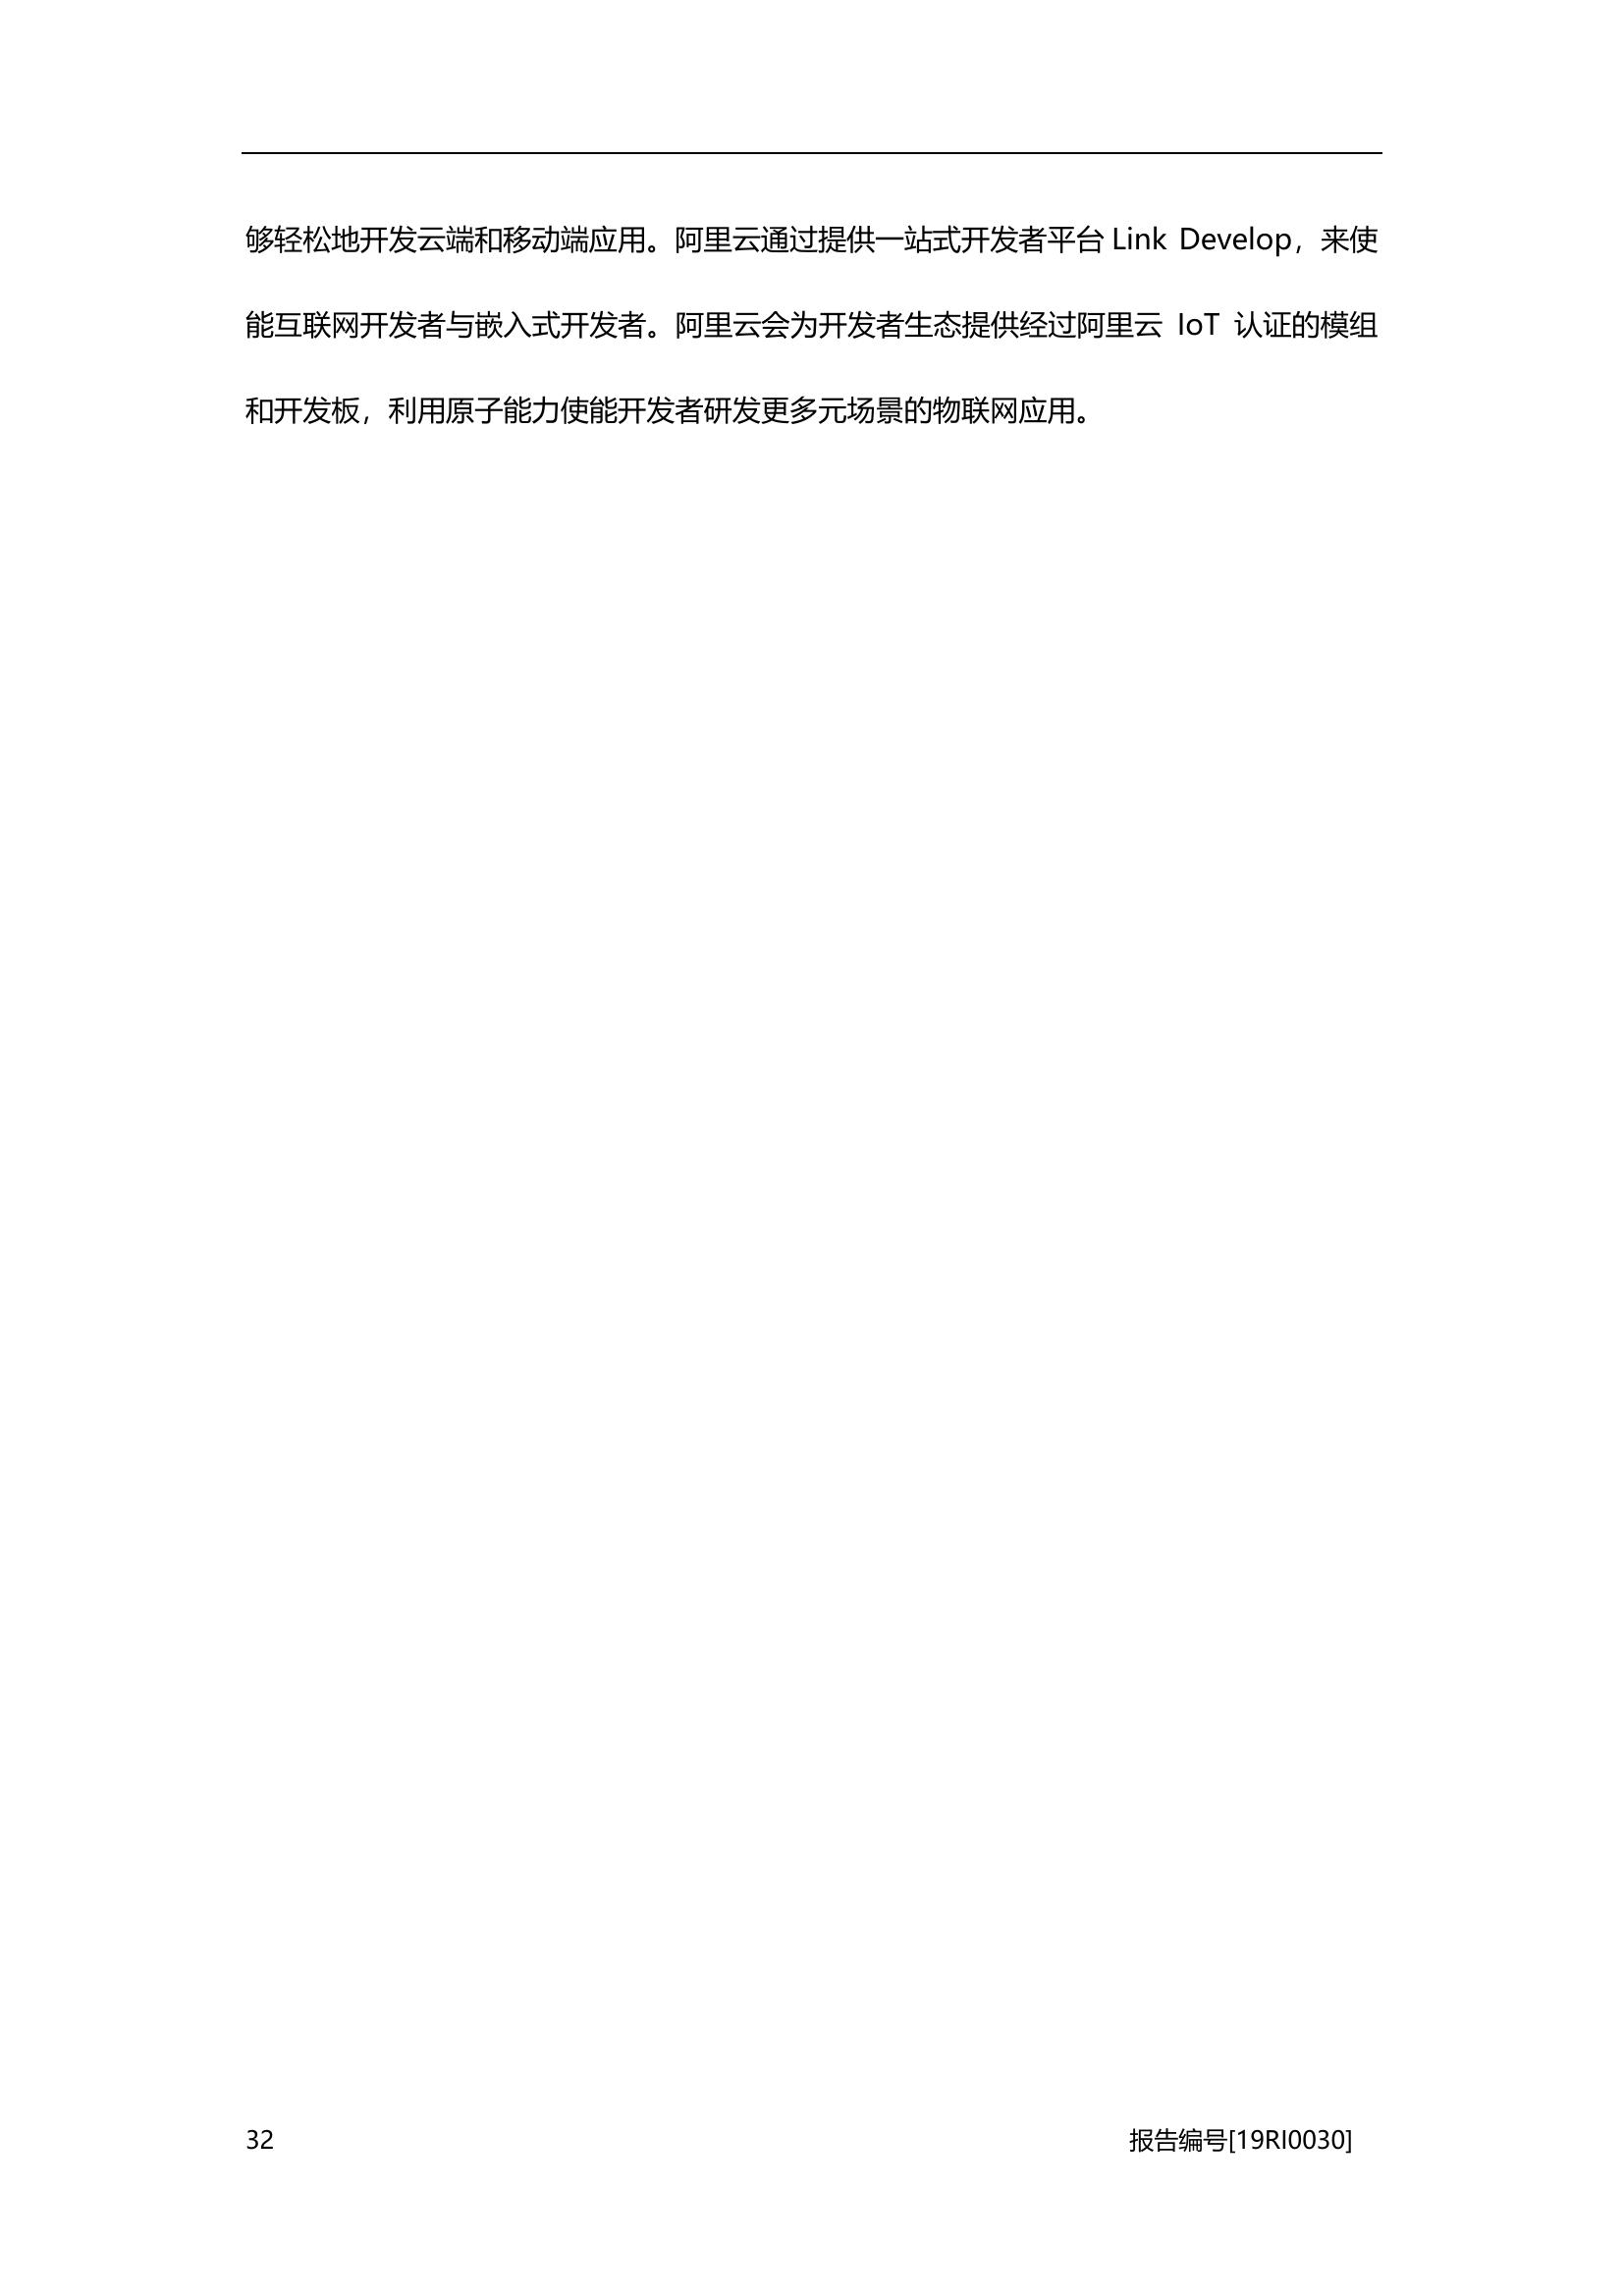 够轻松地开发云端和移动端应用。阿里云通过提供一站式开发者平台 Link Develop，来使
能互联网开发者与嵌入式开发者。阿里云会为开发者生态提供经过阿里云 IoT 认证的模组
和开发板，利用原子能力使能开发者研发更多元场景的物联网应用。
32 报告编号[19RI0030]